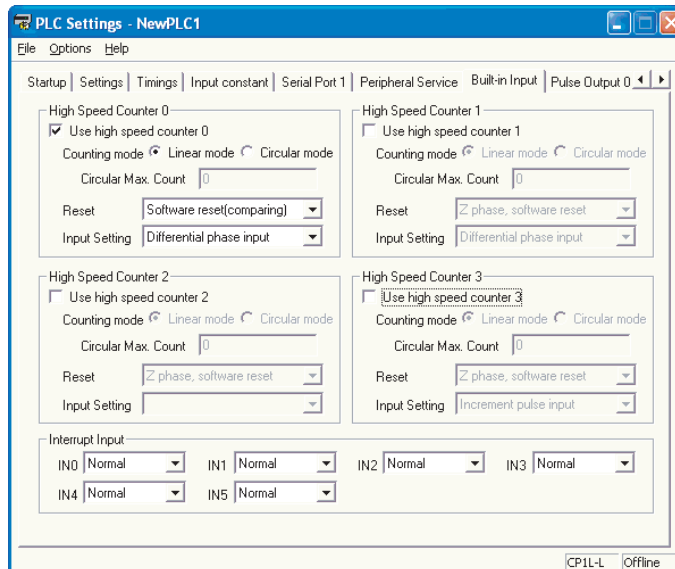 PLC Settings - NewPLC1
File Options Help
Startup Settings Timings Input constant Serial Port 1 Peripheral Service Built-in Input Pulse Output 0
High Speed Counter 0
Use high speed counter 0
Counting mode Linear mode Circular mode
Circular Max. Count 0
Reset Software reset(comparing)
Input Setting Differential phase input
High Speed Counter 1
Use high speed counter 1
Counting mode Linear mode Circular mode
Circular Max. Count 0
Reset Z phase, software reset
Input Setting Differential phase input
High Speed Counter 2
Use high speed counter 2
Counting mode Linear mode Circular mode
Circular Max. Count 0
Reset Z phase, software reset
Input Setting
High Speed Counter 3
Use high speed counter 3
Counting mode Linear mode Circular mode
Circular Max. Count 0
Reset Z phase, software reset
Input Setting Increment pulse input
Interrupt Input
IN0 Normal IN1 Normal IN2 Normal IN3 Normal
IN4 Normal IN5 Normal
CP1L-L Offline